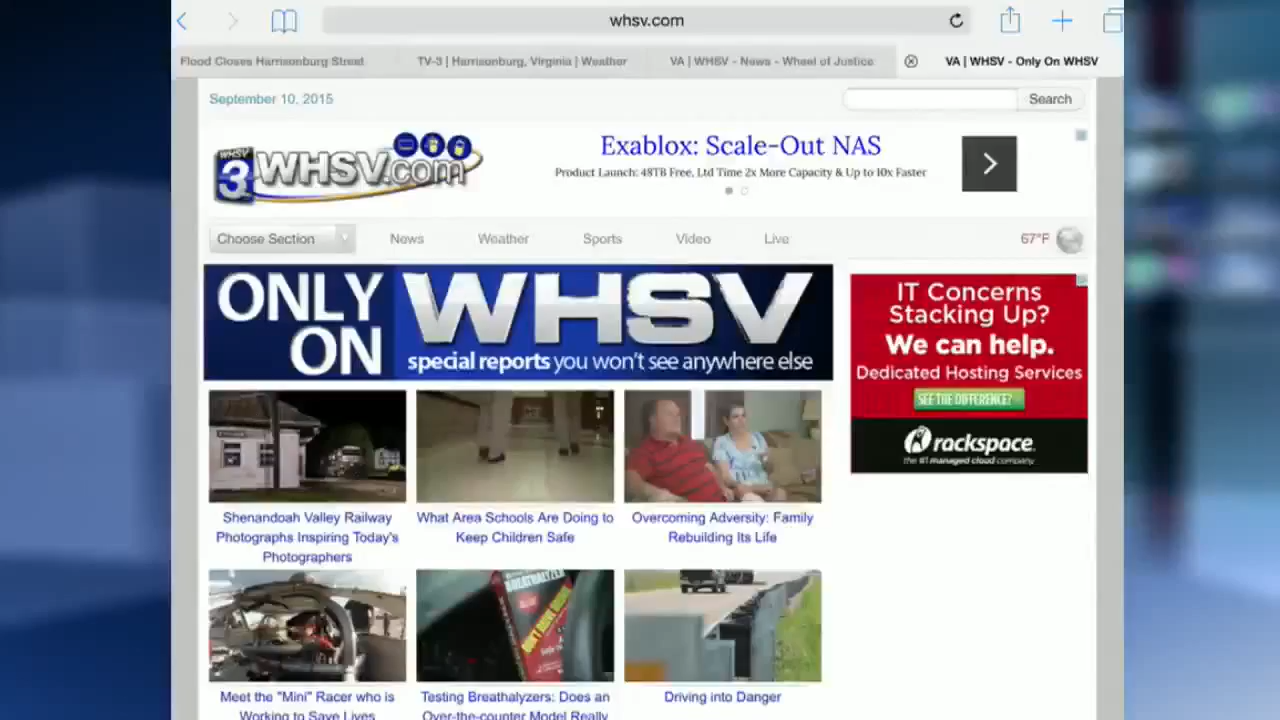 whsv.com
Flood Closes Harrisonburg Street
TV-3 | Harrisonburg, Virginia | Weather
VA | WHSV - News - Wheel of Justice
VA | WHSV - Only On WHSV
September 10, 2015
Search
WHSV
3 WHSV.com
Exablox: Scale-Out NAS
Product Launch: 48TB Free, Ltd Time 2x More Capacity & Up to 10x Faster
Choose Section
News
Weather
Sports
Video
Live
67°F
ONLY
ON
WHSV
special reports you won't see anywhere else
IT Concerns
Stacking Up?
We can help.
Dedicated Hosting Services
SEE THE DIFFERENCE?
rackspace.
the #1 managed cloud company
Shenandoah Valley Railway
Photographs Inspiring Today's
Photographers
What Area Schools Are Doing to
Keep Children Safe
Overcoming Adversity: Family
Rebuilding Its Life
BREATHALYZER
DON'T DRIVE DRUNK
Meet the "Mini" Racer who is
Working to Save Lives
Testing Breathalyzers: Does an
Over-the-counter Model Really
Driving into Danger